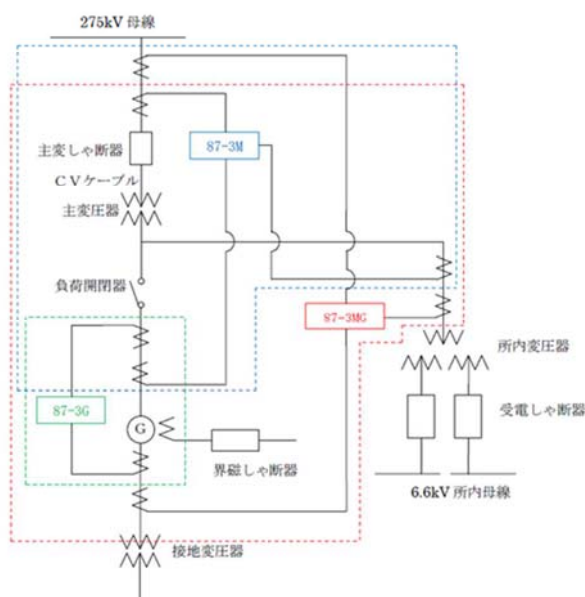 275kV 母線
主変しゃ断器
87-3M
CVケーブル
主変圧器
負荷開閉器
87-3MG
所内変圧器
87-3G
G
受電しゃ断器
界磁しゃ断器
6.6kV 所内母線
接地変圧器